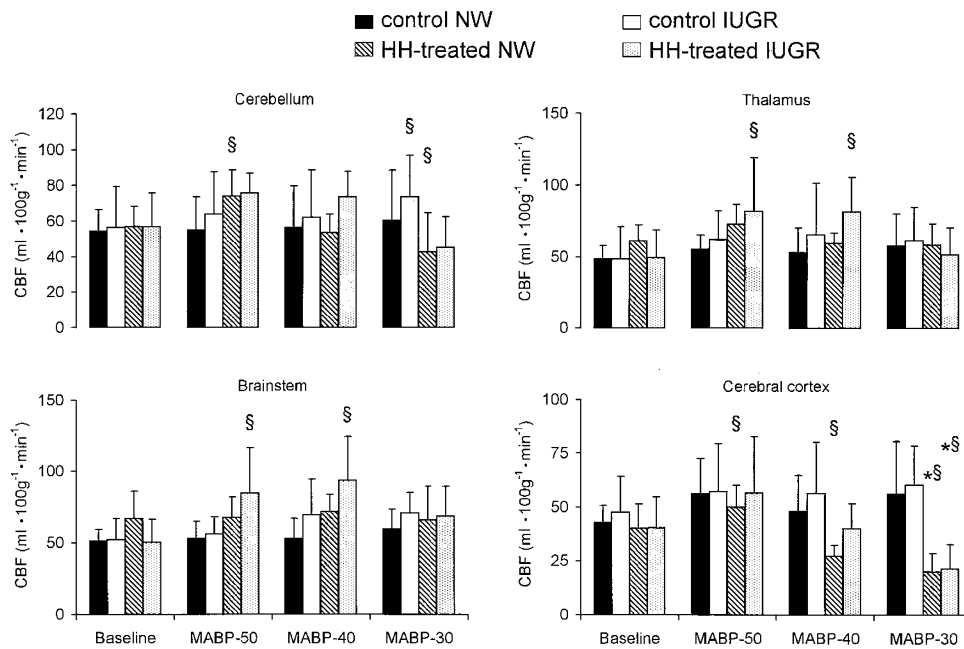 control NW
control IUGR
HH-treated NW
HH-treated IUGR
Cerebellum
CBF (ml •100g⁻¹•min⁻¹)
120
100
80
60
40
20
0
§
§
§
Thalamus
CBF (ml •100g⁻¹•min⁻¹)
150
100
50
0
§
§
Brainstem
CBF (ml •100g⁻¹•min⁻¹)
150
100
50
0
§
§
Baseline MABP-50 MABP-40 MABP-30
Cerebral cortex
CBF (ml •100g⁻¹•min⁻¹)
100
75
50
25
0
§
§
*§
*§
Baseline MABP-50 MABP-40 MABP-30